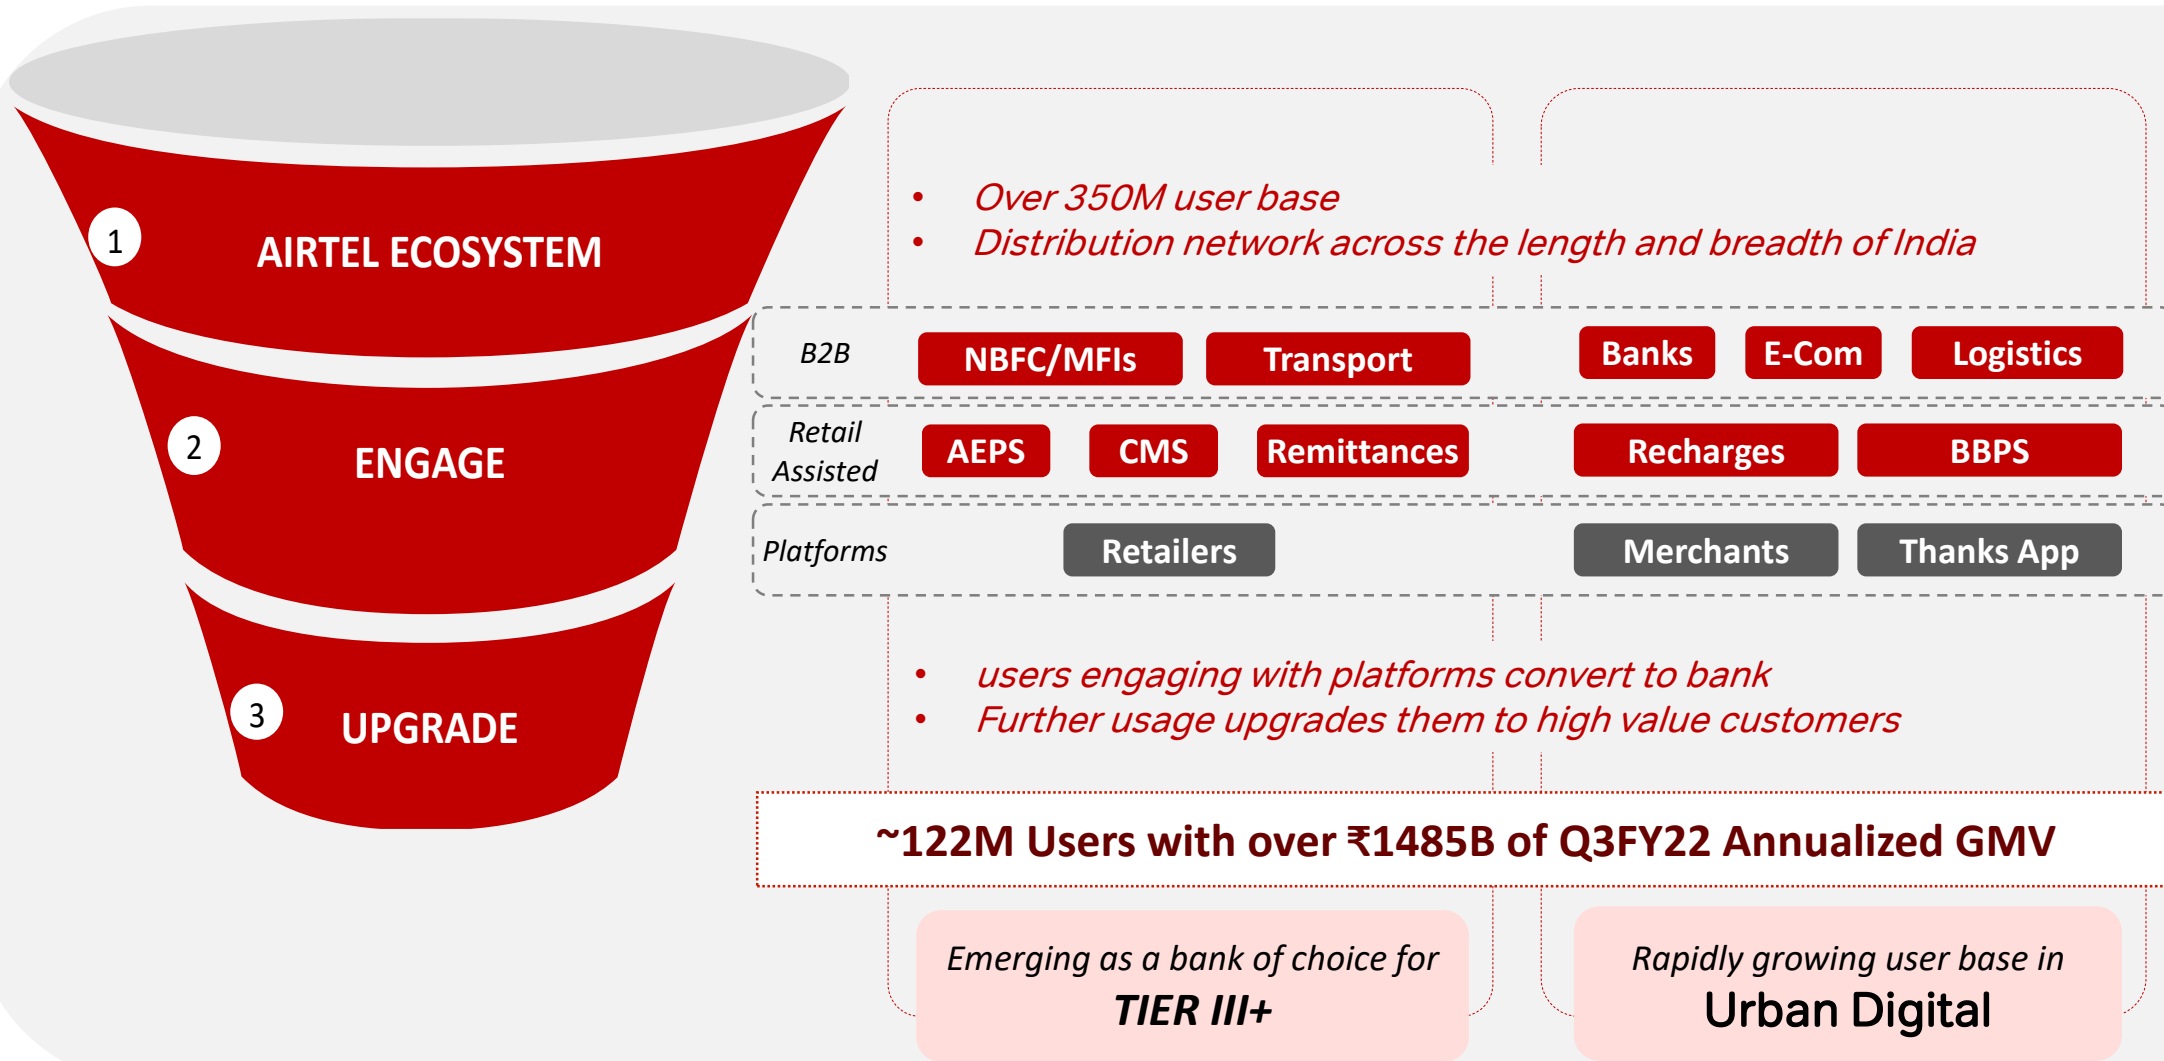 1
AIRTEL ECOSYSTEM
• Over 350M user base
• Distribution network across the length and breadth of India
2
ENGAGE
B2B
NBFC/MFIs
Transport
Banks
E-Com
Logistics
Retail
Assisted
AEPS
CMS
Remittances
Recharges
BBPS
Platforms
Retailers
Merchants
Thanks App
3
UPGRADE
• users engaging with platforms convert to bank
• Further usage upgrades them to high value customers
~122M Users with over ₹1485B of Q3FY22 Annualized GMV
Emerging as a bank of choice for
TIER III+
Rapidly growing user base in
Urban Digital